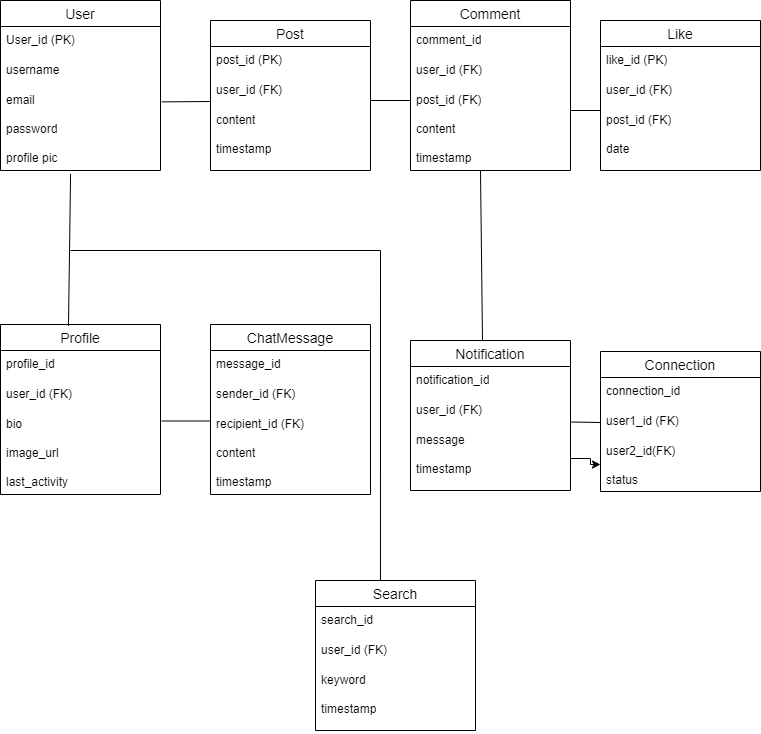 User
User_id (PK)
username
email
password
profile pic
Post
post_id (PK)
user_id (FK)
content
timestamp
Comment
comment_id
user_id (FK)
post_id (FK)
content
timestamp
Like
like_id (PK)
user_id (FK)
post_id (FK)
date
Profile
profile_id
user_id (FK)
bio
image_url
last_activity
ChatMessage
message_id
sender_id (FK)
recipient_id (FK)
content
timestamp
Notification
notification_id
user_id (FK)
message
timestamp
Connection
connection_id
user1_id (FK)
user2_id(FK)
status
Search
search_id
user_id (FK)
keyword
timestamp